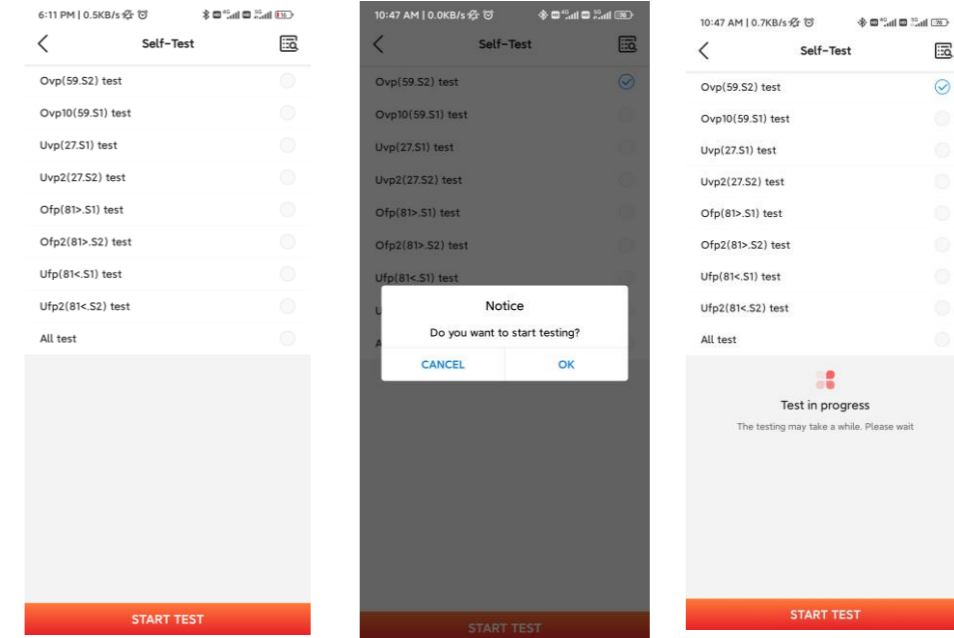 6:11 PM | 0.5KB/s
Self-Test
Ovp(59.S2) test
Ovp10(59.S1) test
Uvp(27.S1) test
Uvp2(27.S2) test
Ofp(81>.S1) test
Ofp2(81>.S2) test
Ufp(81<.S1) test
Ufp2(81<.S2) test
All test
START TEST
10:47 AM | 0.0KB/s
Self-Test
Ovp(59.S2) test
Ovp10(59.S1) test
Uvp(27.S1) test
Uvp2(27.S2) test
Ofp(81>.S1) test
Ofp2(81>.S2) test
Ufp(81<.S1) test
U
A
Notice
Do you want to start testing?
CANCEL OK
START TEST
10:47 AM | 0.7KB/s
Self-Test
Ovp(59.S2) test
Ovp10(59.S1) test
Uvp(27.S1) test
Uvp2(27.S2) test
Ofp(81>.S1) test
Ofp2(81>.S2) test
Ufp(81<.S1) test
Ufp2(81<.S2) test
All test
Test in progress
The testing may take a while. Please wait
START TEST